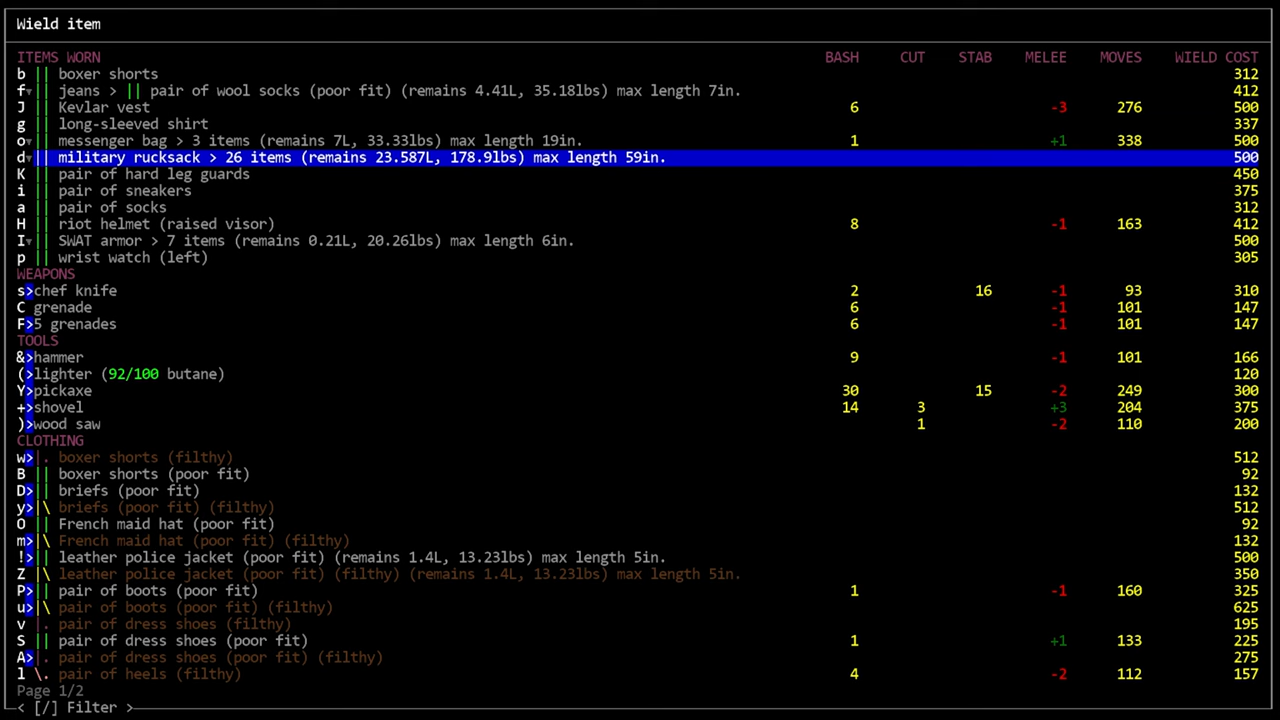 Wield item
ITEMS WORN BASH CUT STAB MELEE MOVES WIELD COST
b || boxer shorts 312
f▾|| jeans > || pair of wool socks (poor fit) (remains 4.41L, 35.18lbs) max length 7in. 412
J || Kevlar vest 6 -3 276 500
g || long-sleeved shirt 337
o▾|| messenger bag > 3 items (remains 7L, 33.33lbs) max length 19in. 1 +1 338 500
d▾|| military rucksack > 26 items (remains 23.587L, 178.9lbs) max length 59in. 500
K || pair of hard leg guards 450
i || pair of sneakers 375
a || pair of socks 312
H || riot helmet (raised visor) 8 -1 163 412
I▾|| SWAT armor > 7 items (remains 0.21L, 20.26lbs) max length 6in. 500
p || wrist watch (left) 305
WEAPONS
s>chef knife 2 16 -1 93 310
C grenade 6 -1 101 147
F>5 grenades 6 -1 101 147
TOOLS
&>hammer 9 -1 101 166
(>lighter (92/100 butane) 120
Y>pickaxe 30 15 -2 249 300
+>shovel 14 3 +3 204 375
)>wood saw 1 -2 110 200
CLOTHING
w>|. boxer shorts (filthy) 512
B || boxer shorts (poor fit) 92
D>|| briefs (poor fit) 132
y>|\ briefs (poor fit) (filthy) 512
O || French maid hat (poor fit) 92
m>|\ French maid hat (poor fit) (filthy) 132
!>|| leather police jacket (poor fit) (remains 1.4L, 13.23lbs) max length 5in. 500
Z |\ leather police jacket (poor fit) (filthy) (remains 1.4L, 13.23lbs) max length 5in. 350
P>|| pair of boots (poor fit) 1 -1 160 325
u>|\ pair of boots (poor fit) (filthy) 625
v |. pair of dress shoes (filthy) 195
S || pair of dress shoes (poor fit) 1 +1 133 225
A>|. pair of dress shoes (poor fit) (filthy) 275
l \. pair of heels (filthy) 4 -2 112 157
Page 1/2
< [/] Filter >